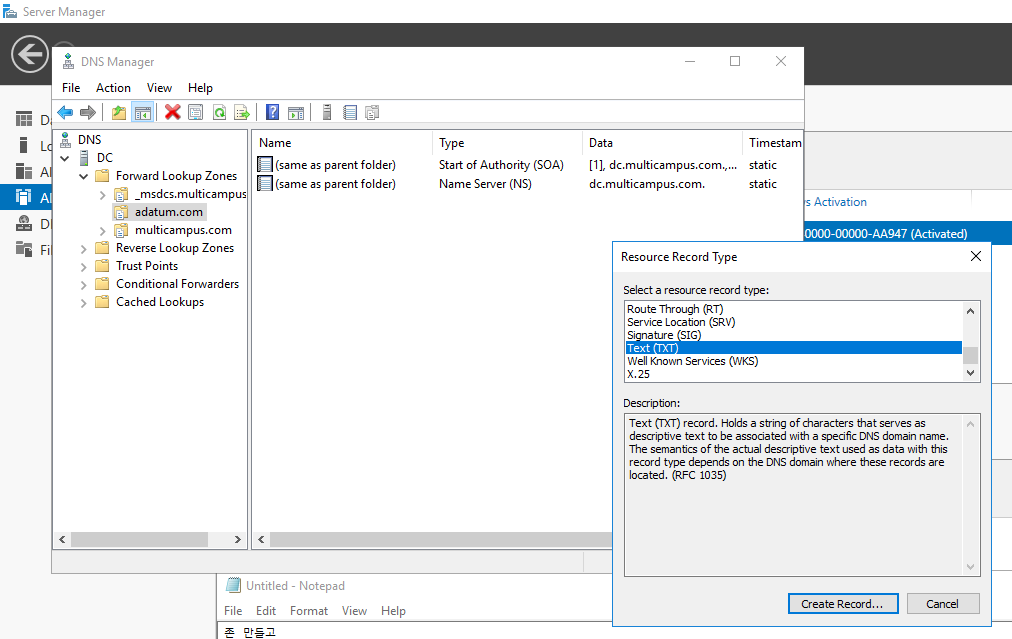 Server Manager
DNS Manager
File Action View Help
DNS
DC
Forward Lookup Zones
_msdcs.multicampus
adatum.com
multicampus.com
Reverse Lookup Zones
Trust Points
Conditional Forwarders
Cached Lookups
Name Type Data Timestam
(same as parent folder) Start of Authority (SOA) [1], dc.multicampus.com.,... static
(same as parent folder) Name Server (NS) dc.multicampus.com. static
Activation
0000-00000-AA947 (Activated)
Resource Record Type
Select a resource record type:
Route Through (RT)
Service Location (SRV)
Signature (SIG)
Text (TXT)
Well Known Services (WKS)
X.25
Description:
Text (TXT) record. Holds a string of characters that serves as
descriptive text to be associated with a specific DNS domain name.
The semantics of the actual descriptive text used as data with this
record type depends on the DNS domain where these records are
located. (RFC 1035)
Create Record... Cancel
Untitled - Notepad
File Edit Format View Help
존 만들고